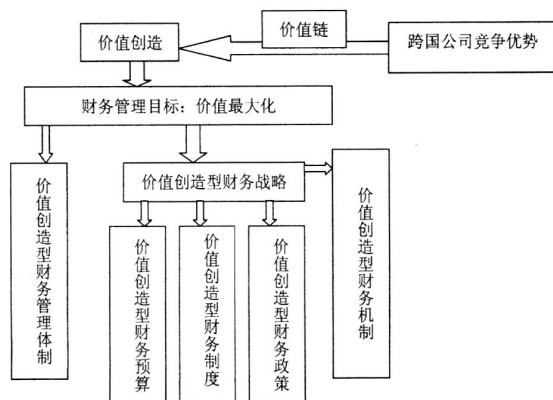 价值创造
价值链
跨国公司竞争优势
财务管理目标：价值最大化
价值创造型财务战略
价值创造型财务管理体制
价值创造型财务预算
价值创造型财务制度
价值创造型财务政策
价值创造型财务机制